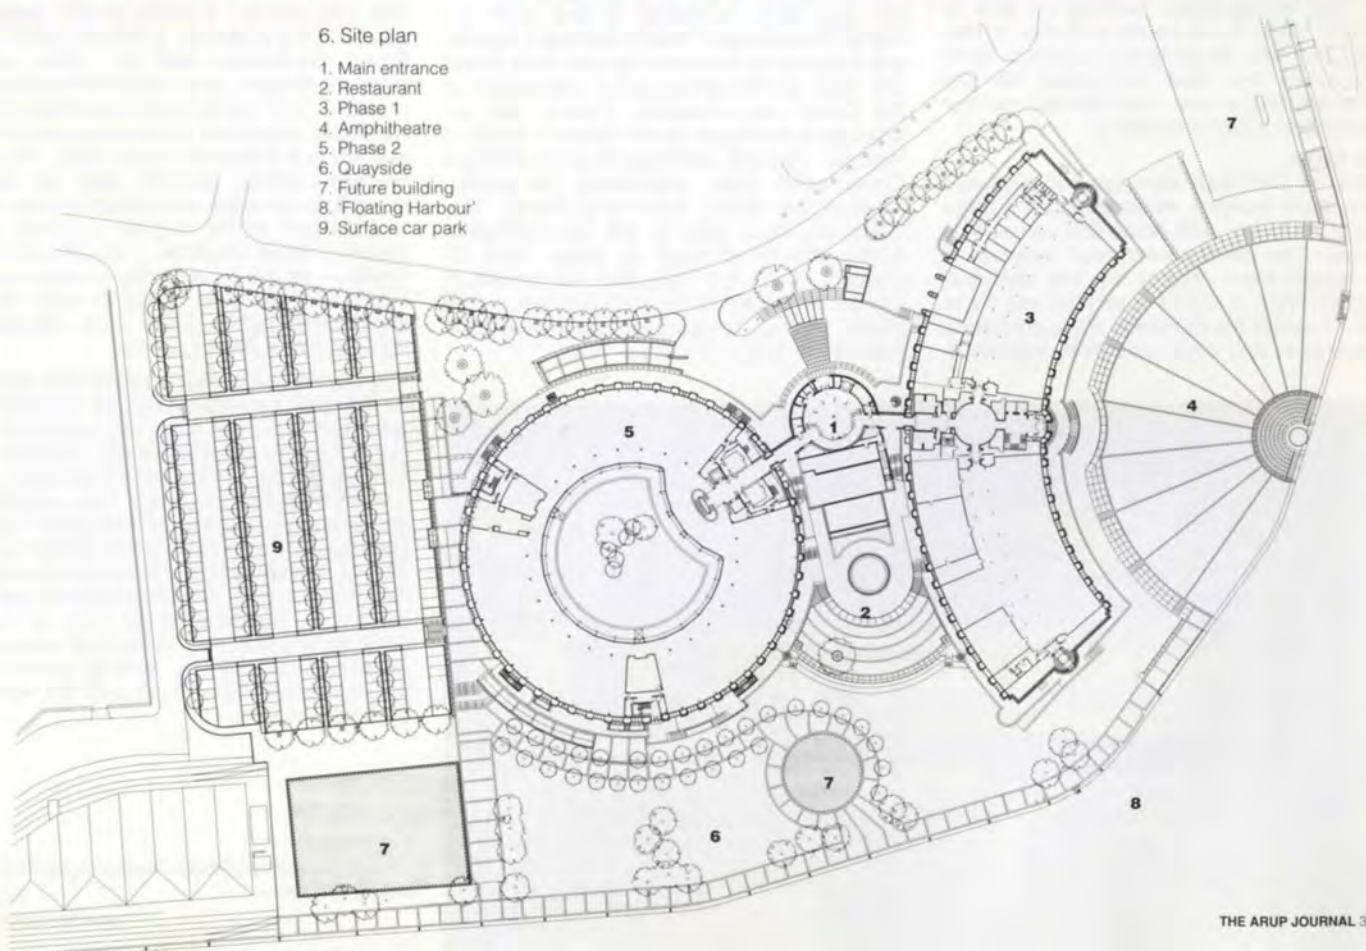 6. Site plan
1. Main entrance
2. Restaurant
3. Phase 1
4. Amphitheatre
5. Phase 2
6. Quayside
7. Future building
8. 'Floating Harbour'
9. Surface car park
7
3
5
1
4
9
2
7
8
6
7
THE ARUP JOURNAL 3